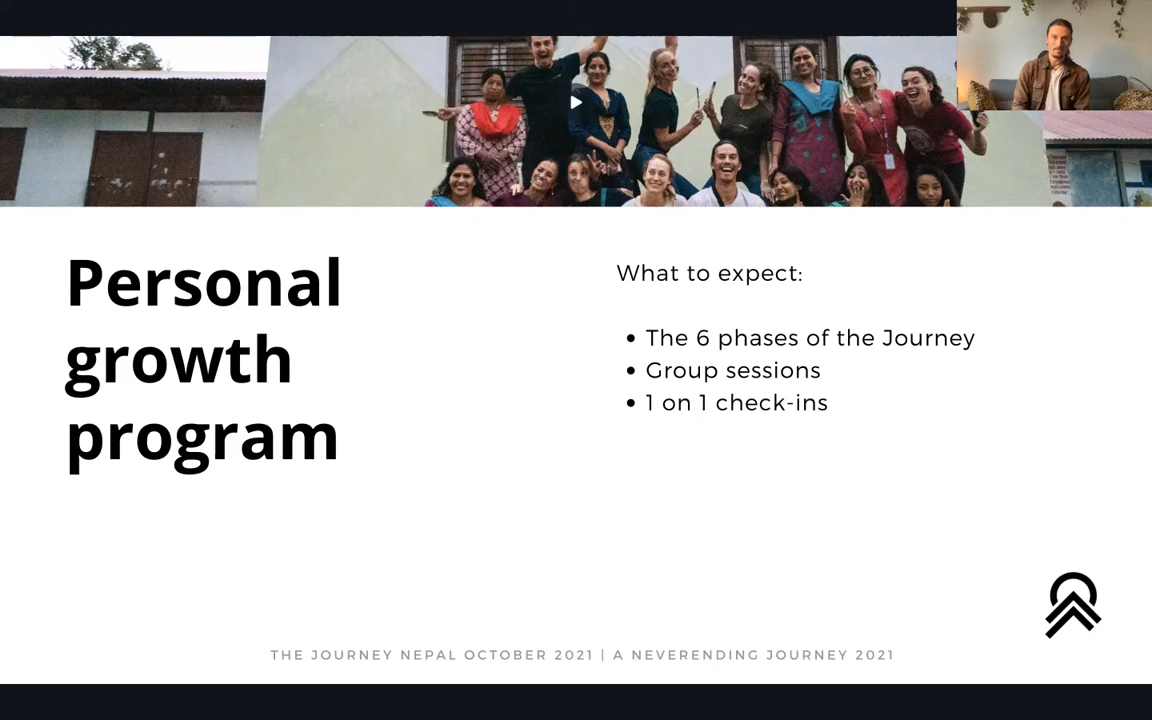 Personal
growth
program
What to expect:
• The 6 phases of the Journey
• Group sessions
• 1 on 1 check-ins
THE JOURNEY NEPAL OCTOBER 2021 | A NEVERENDING JOURNEY 2021